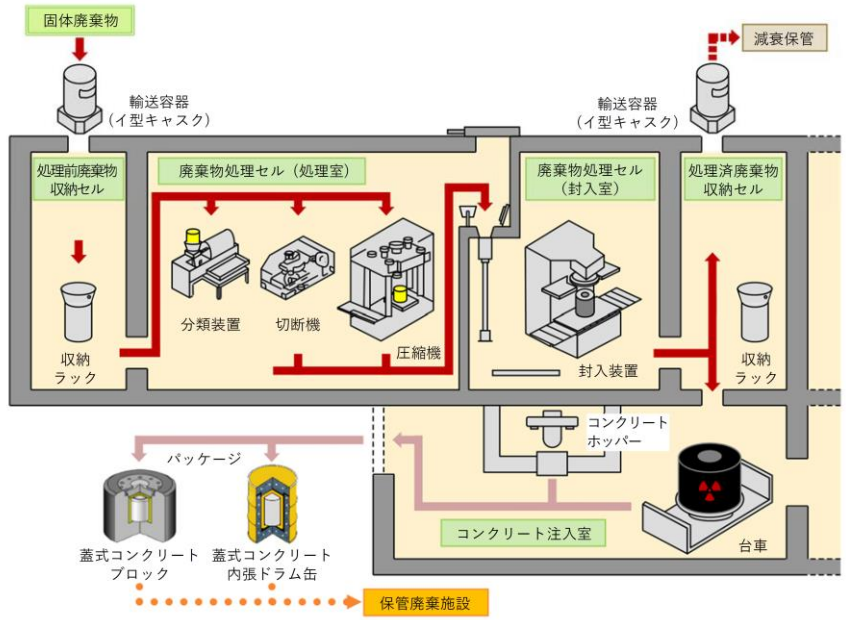 固体廃棄物
減衰保管
輸送容器
(イ型キャスク)
輸送容器
(イ型キャスク)
処理前廃棄物
収納セル
廃棄物処理セル(処理室)
廃棄物処理セル
(封入室)
処理済廃棄物
収納セル
分類装置
切断機
圧縮機
収納
ラック
封入装置
収納
ラック
コンクリート
ホッパー
パッケージ
コンクリート注入室
台車
蓋式コンクリート
ブロック
蓋式コンクリート
内張ドラム缶
保管廃棄施設